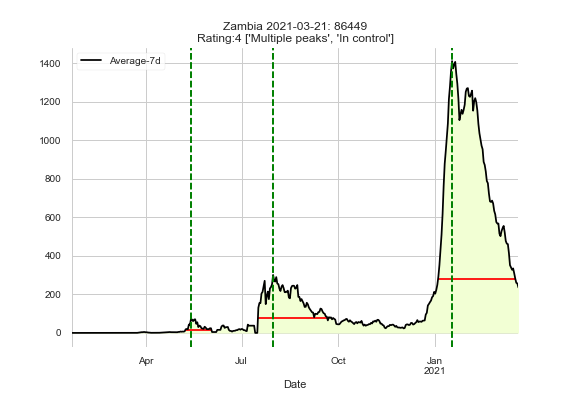 Zambia 2021-03-21: 86449
Rating:4 ['Multiple peaks', 'In control']
Average-7d
1400
1200
1000
800
600
400
200
0
Apr
Jul
Oct
Jan
2021
Date